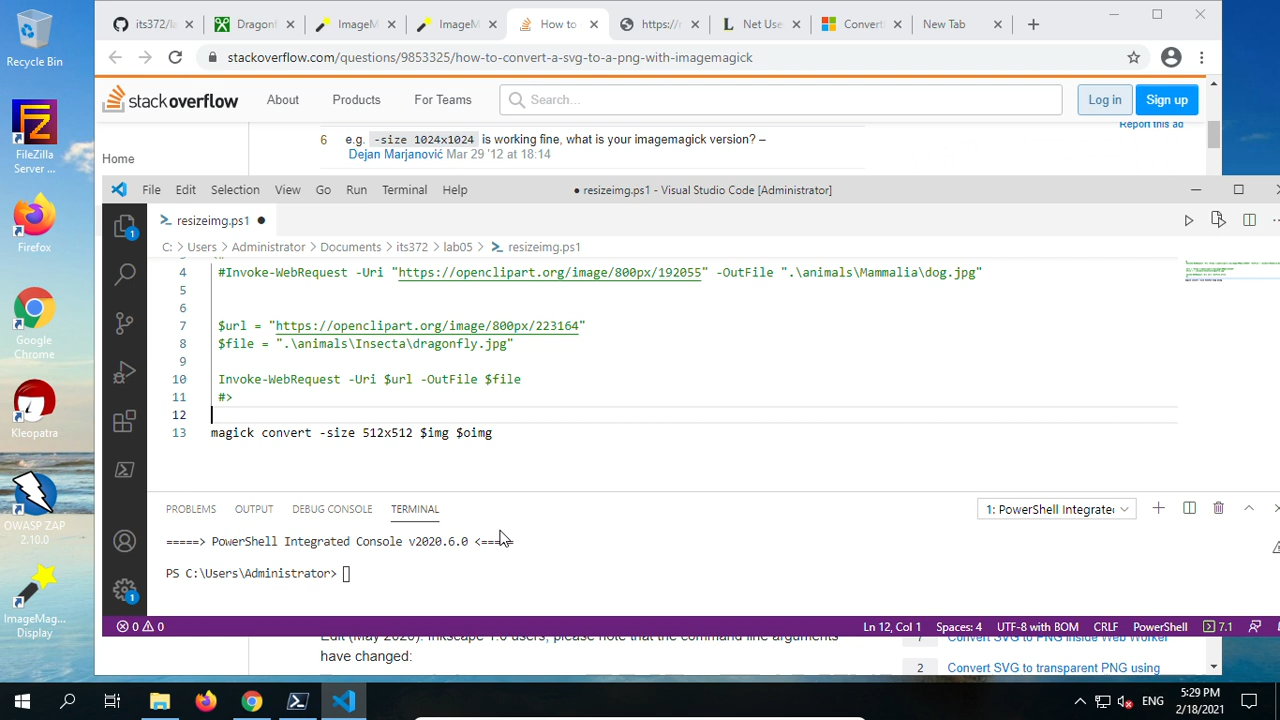 Recycle Bin
FileZilla
Server ...
Firefox
Google
Chrome
Kleopatra
OWASP ZAP
2.10.0
ImageMag...
Display
its372/la
Dragonf
ImageM
ImageM
How to
https://r
Net Use
Convert
New Tab
stackoverflow.com/questions/9853325/how-to-convert-a-svg-to-a-png-with-imagemagick
stackoverflow
About
Products
For Teams
Search...
Log in
Sign up
Report this ad
Home
6
e.g. -size 1024x1024 is working fine, what is your imagemagick version? –
Dejan Marjanović Mar 29 '12 at 18:14
File Edit Selection View Go Run Terminal Help
● resizeimg.ps1 - Visual Studio Code [Administrator]
resizeimg.ps1
C: > Users > Administrator > Documents > its372 > lab05 > resizeimg.ps1
4 #Invoke-WebRequest -Uri "https://openclipart.org/image/800px/192055" -OutFile ".\animals\Mammalia\dog.jpg"
5
6
7 $url = "https://openclipart.org/image/800px/223164"
8 $file = ".\animals\Insecta\dragonfly.jpg"
9
10 Invoke-WebRequest -Uri $url -OutFile $file
11 #>
12
13 magick convert -size 512x512 $img $oimg
1
1
PROBLEMS OUTPUT DEBUG CONSOLE TERMINAL
1: PowerShell Integrate
=====> PowerShell Integrated Console v2020.6.0 <=====
PS C:\Users\Administrator>
0 0
Ln 12, Col 1
Spaces: 4
UTF-8 with BOM
CRLF
PowerShell
7.1
have changed:
2
Convert SVG to PNG inside Web Worker
Convert SVG to transparent PNG using
ENG
5:29 PM
2/18/2021